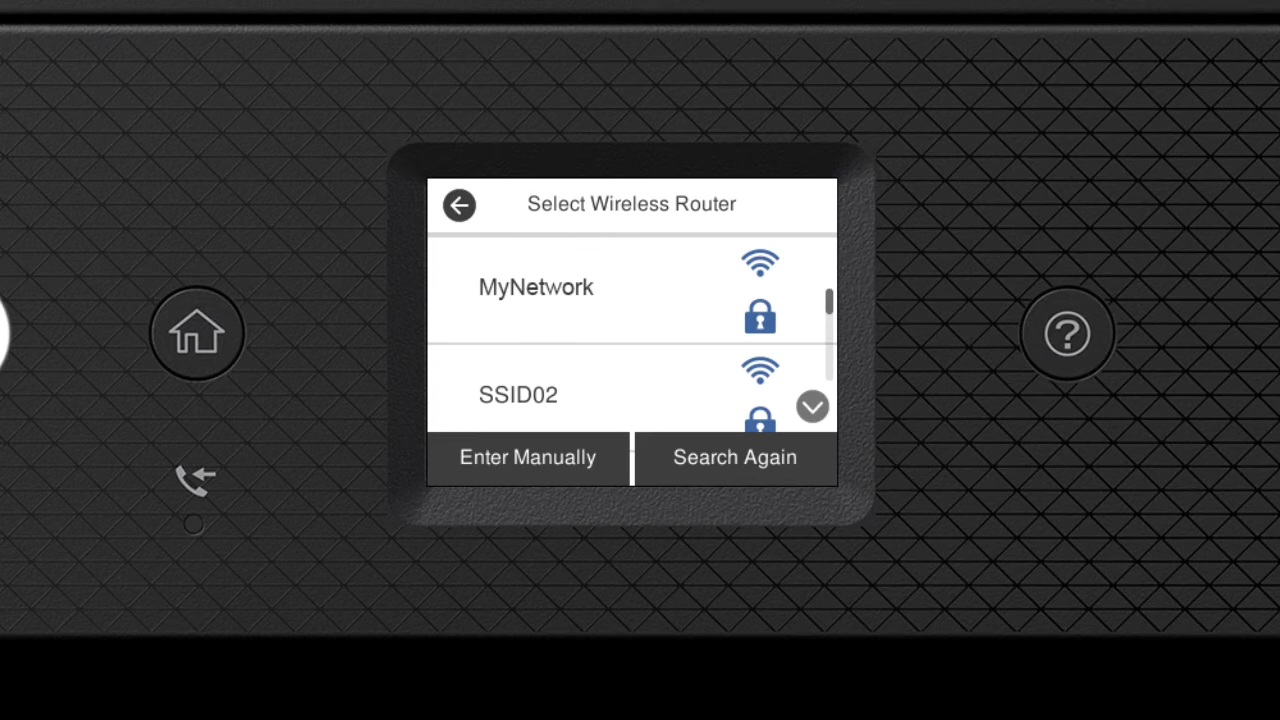 Select Wireless Router
MyNetwork
SSID02
Enter Manually
Search Again